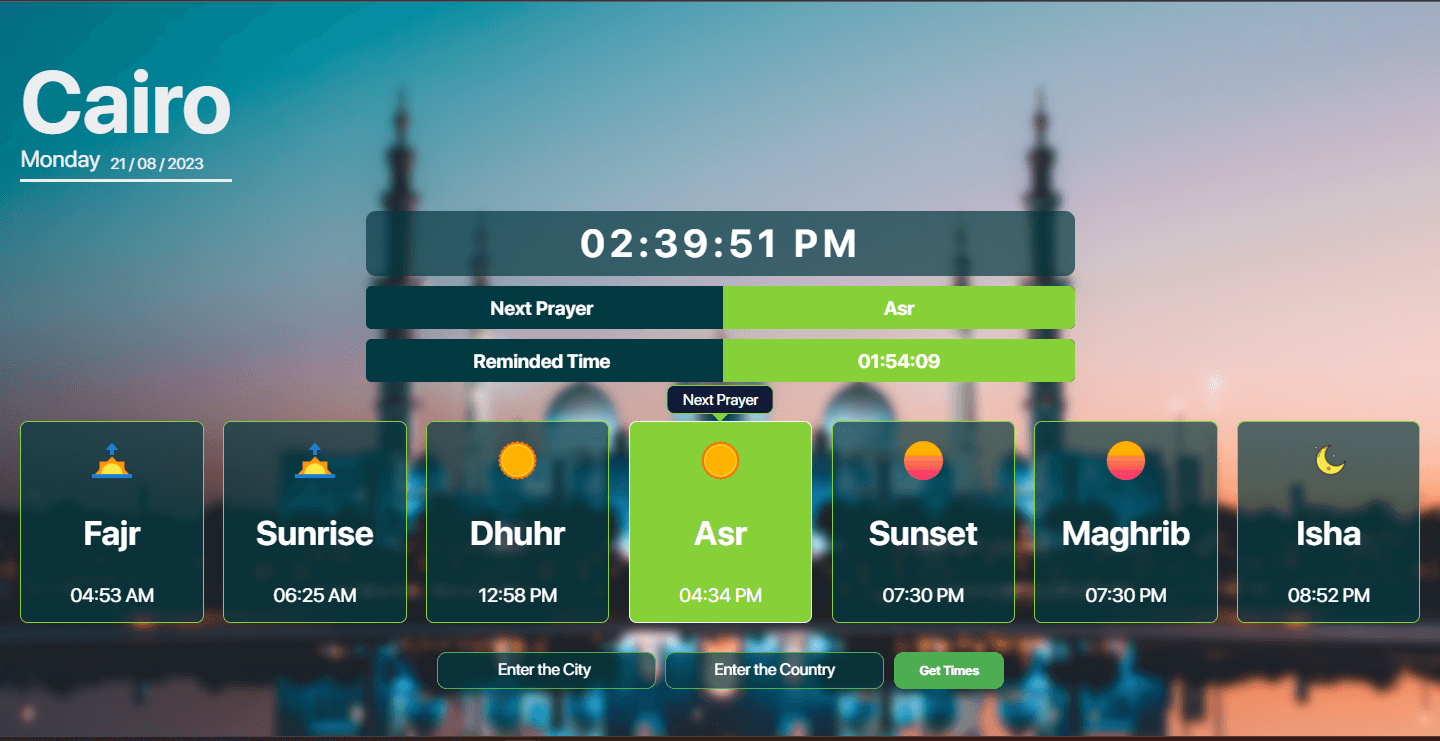 Cairo
Monday 21 / 08 / 2023
02:39:51 PM
Next Prayer Asr
Reminded Time 01:54:09
Next Prayer
Fajr Sunrise Dhuhr Asr Sunset Maghrib Isha
04:53 AM 06:25 AM 12:58 PM 04:34 PM 07:30 PM 07:30 PM 08:52 PM
Enter the City Enter the Country Get Times